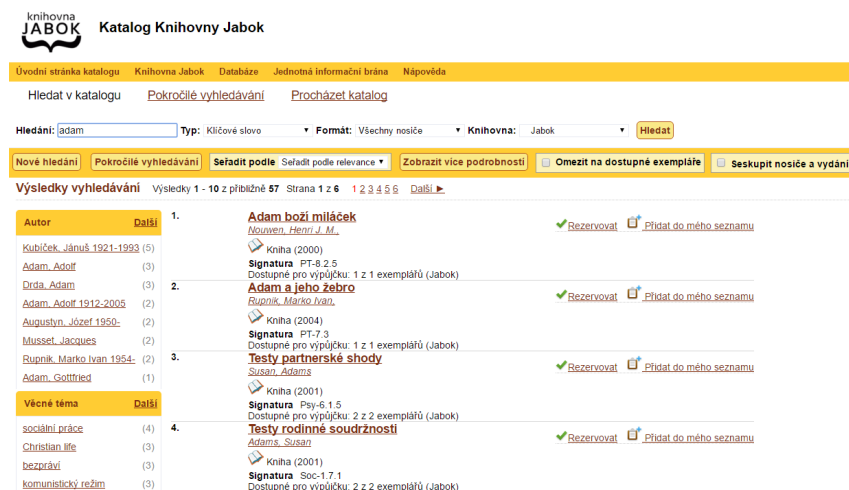 knihovna
JABOK
Katalog Knihovny Jabok
Úvodní stránka katalogu Knihovna Jabok Databáze Jednotná informační brána Nápověda
Hledat v katalogu Pokročilé vyhledávání Procházet katalog
Hledání: adam Typ: Klíčové slovo Formát: Všechny nosiče Knihovna: Jabok Hledat
Nové hledání Pokročilé vyhledávání Seřadit podle Seřadit podle relevance Zobrazit více podrobností Omezit na dostupné exempláře Seskupit nosiče a vydání
Výsledky vyhledávání Výsledky 1 - 10 z přibližně 57 Strana 1 z 6 1 2 3 4 5 6 Další ►
Autor Další
Kubíček, Jánuš 1921-1993 (5)
Adam, Adolf (3)
Drda, Adam (3)
Adam, Adolf 1912-2005 (2)
Augustyn, Józef 1950- (2)
Musset, Jacques (2)
Rupnik, Marko Ivan 1954- (2)
Adam, Gottfried (1)
Věcné téma Další
sociální práce (4)
Christian life (3)
bezpráví (3)
komunistický režim (3)
1. Adam boží miláček
Nouwen, Henri J. M.,
Kniha (2000)
Signatura PT-8.2.5
Dostupné pro výpůjčku: 1 z 1 exemplářů (Jabok)
Rezervovat Přidat do mého seznamu
2. Adam a jeho žebro
Rupnik, Marko Ivan,
Kniha (2004)
Signatura PT-7.3
Dostupné pro výpůjčku: 1 z 1 exemplářů (Jabok)
Rezervovat Přidat do mého seznamu
3. Testy partnerské shody
Susan, Adams
Kniha (2001)
Signatura Psy-6.1.5
Dostupné pro výpůjčku: 2 z 2 exemplářů (Jabok)
Rezervovat Přidat do mého seznamu
4. Testy rodinné soudržnosti
Adams, Susan
Kniha (2001)
Signatura Soc-1.7.1
Dostupné pro výpůjčku: 2 z 2 exemplářů (Jabok)
Rezervovat Přidat do mého seznamu